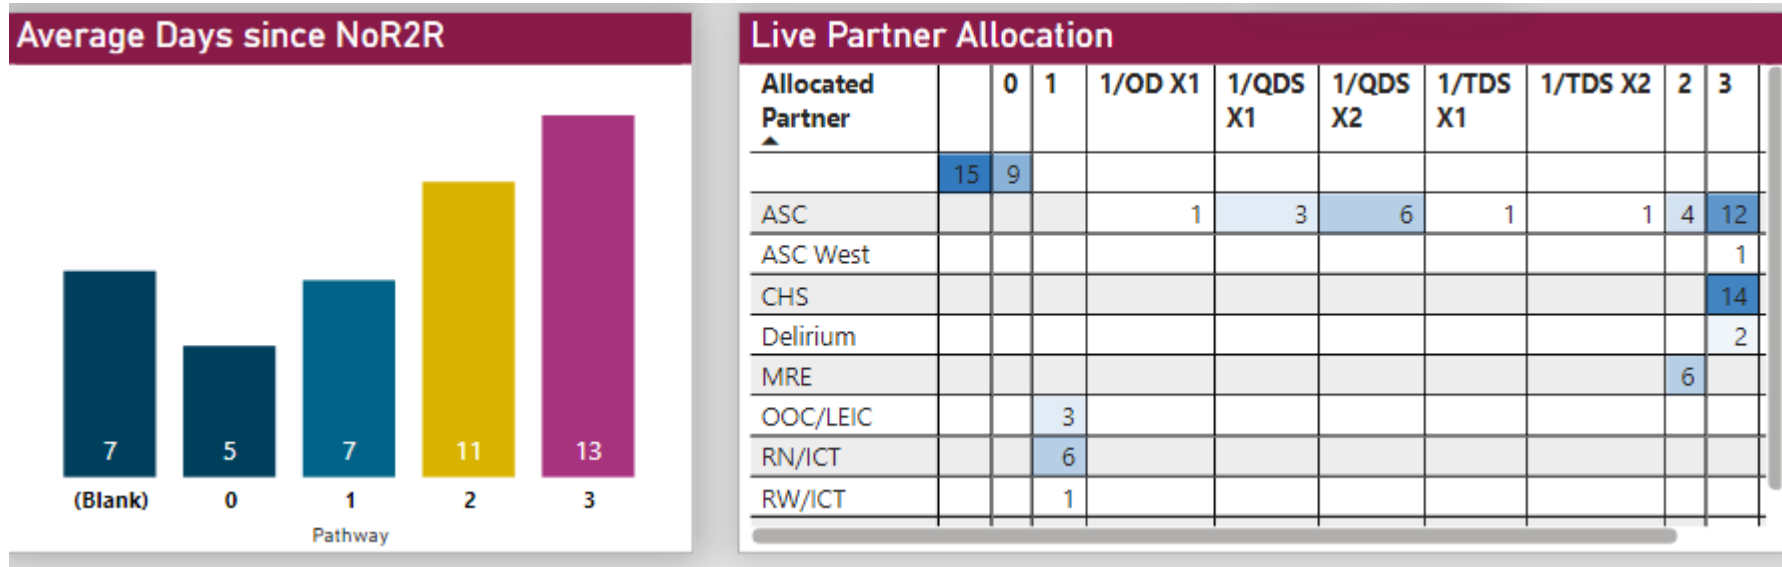 Average Days since NoR2R
7 5 7 11 13
(Blank) 0 1 2 3
Pathway
Live Partner Allocation
Allocated Partner 0 1 1/OD X1 1/QDS X1 1/QDS X2 1/TDS X1 1/TDS X2 2 3
15 9
ASC 1 3 6 1 1 4 12
ASC West 1
CHS 14
Delirium 2
MRE 6
OOC/LEIC 3
RN/ICT 6
RW/ICT 1